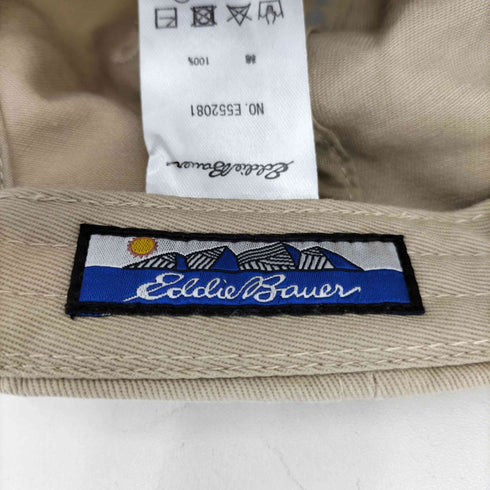 Eddie Bauer
NO. E552081
綿 100%
Eddie Bauer